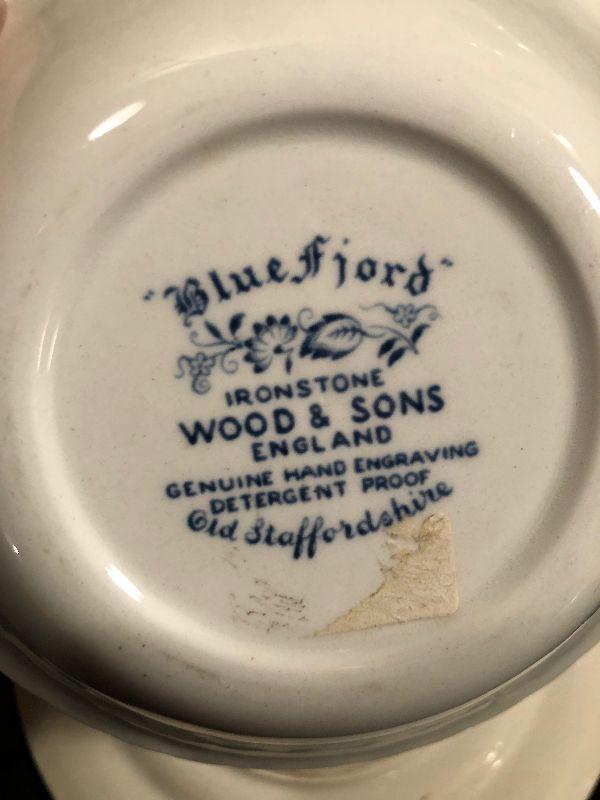 "Blue Fjord"
IRONSTONE
WOOD & SONS
ENGLAND
GENUINE HAND ENGRAVING
DETERGENT PROOF
Old Staffordshire